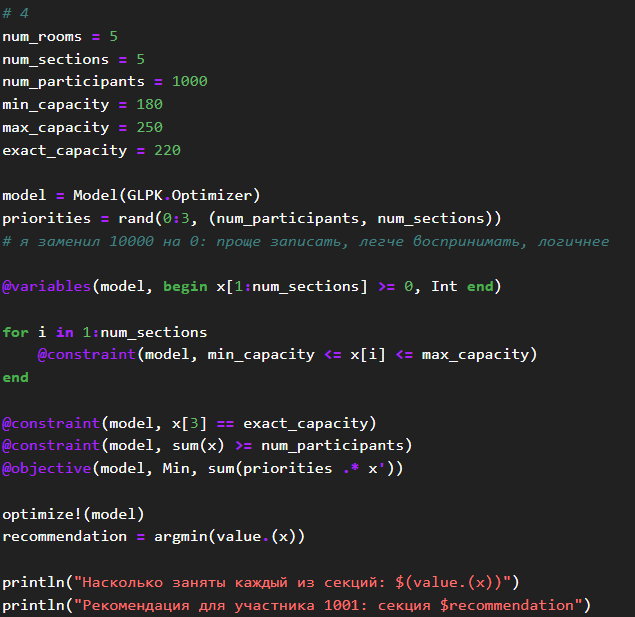 # 4
num_rooms = 5
num_sections = 5
num_participants = 1000
min_capacity = 180
max_capacity = 250
exact_capacity = 220
model = Model(GLPK.Optimizer)
priorities = rand(0:3, (num_participants, num_sections))
# я заменил 10000 на 0: проще записать, легче воспринимать, логичнее
@variables(model, begin x[1:num_sections] >= 0, Int end)
for i in 1:num_sections
    @constraint(model, min_capacity <= x[i] <= max_capacity)
end
@constraint(model, x[3] == exact_capacity)
@constraint(model, sum(x) >= num_participants)
@objective(model, Min, sum(priorities .* x'))
optimize!(model)
recommendation = argmin(value.(x))
println("Насколько заняты каждый из секций: $(value.(x))")
println("Рекомендация для участника 1001: секция $recommendation")